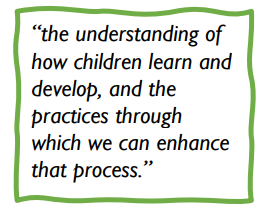 “the understanding of
how children learn and
develop, and the
practices through
which we can enhance
that process.”